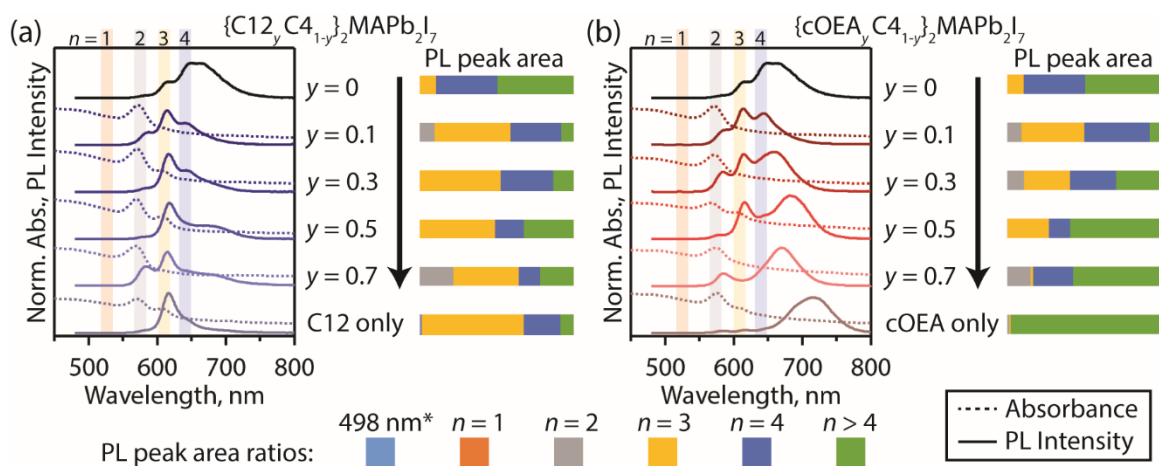 (a) {C12yC41-y}2MAPb2I7
n = 1 2 3 4
PL peak area
Norm. Abs., PL Intensity
y = 0
y = 0.1
y = 0.3
y = 0.5
y = 0.7
C12 only
500 600 700 800
Wavelength, nm
(b) {cOEAyC41-y}2MAPb2I7
n = 1 2 3 4
PL peak area
Norm. Abs., PL Intensity
y = 0
y = 0.1
y = 0.3
y = 0.5
y = 0.7
cOEA only
500 600 700 800
Wavelength, nm
Absorbance
PL Intensity
498 nm* n = 1 n = 2 n = 3 n = 4 n > 4
PL peak area ratios: